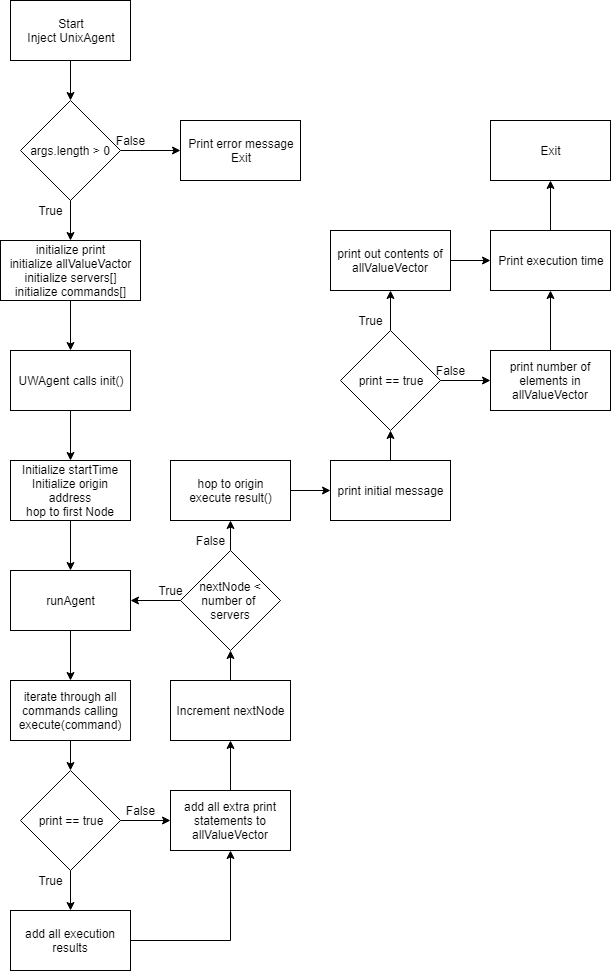 Start
Inject UnixAgent
args.length > 0
False
Print error message
Exit
True
initialize print
initialize allValueVactor
initialize servers[]
initialize commands[]
UWAgent calls init()
Initialize startTime
Initialize origin
address
hop to first Node
runAgent
iterate through all
commands calling
execute(command)
print == true
False
True
add all execution
results
add all extra print
statements to
allValueVector
Increment nextNode
nextNode <
number of
servers
True
False
hop to origin
execute result()
print initial message
print == true
True
False
print out contents of
allValueVector
print number of
elements in
allValueVector
Print execution time
Exit